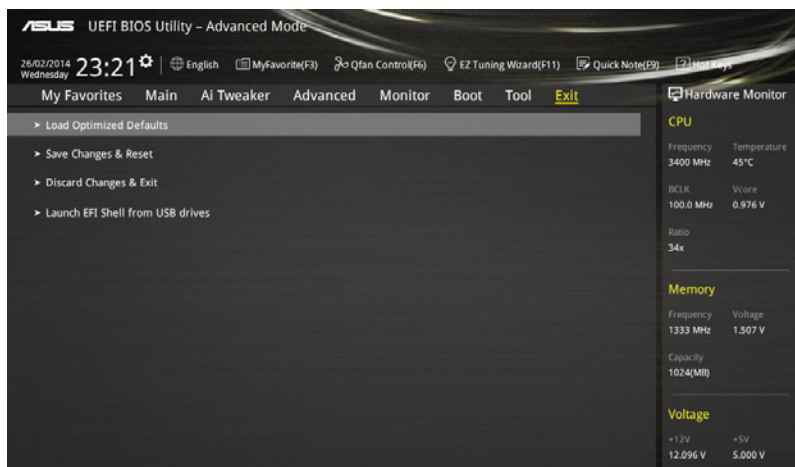 ASUS UEFI BIOS Utility – Advanced Mode
26/02/2014
Wednesday
23:21
English
MyFavorite(F3)
Qfan Control(F6)
EZ Tuning Wizard(F11)
Quick Note(F9)
? Hot Keys
My Favorites Main Ai Tweaker Advanced Monitor Boot Tool Exit
> Load Optimized Defaults
> Save Changes & Reset
> Discard Changes & Exit
> Launch EFI Shell from USB drives
Hardware Monitor
CPU
Frequency Temperature
3400 MHz 45°C
BCLK Vcore
100.0 MHz 0.976 V
Ratio
34x
Memory
Frequency Voltage
1333 MHz 1.507 V
Capacity
1024(MB)
Voltage
+12V +5V
12.096 V 5.000 V